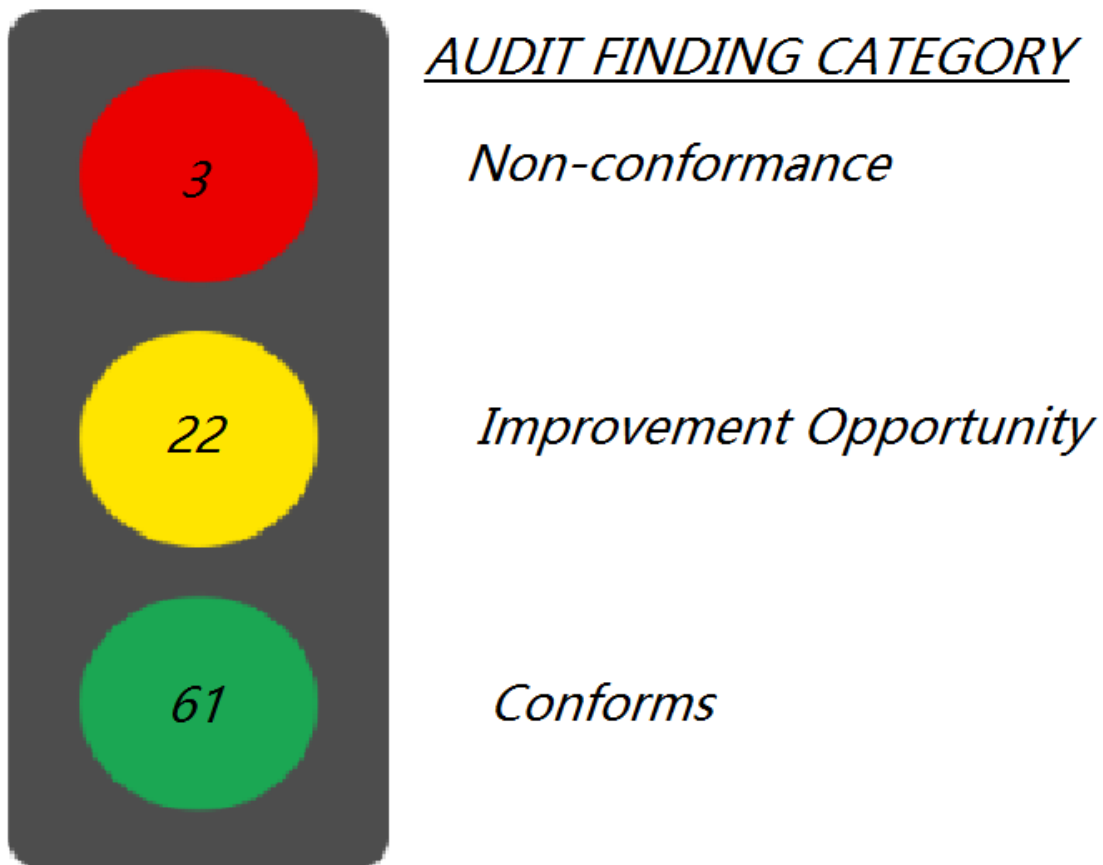 AUDIT FINDING CATEGORY
3 Non-conformance
22 Improvement Opportunity
61 Conforms